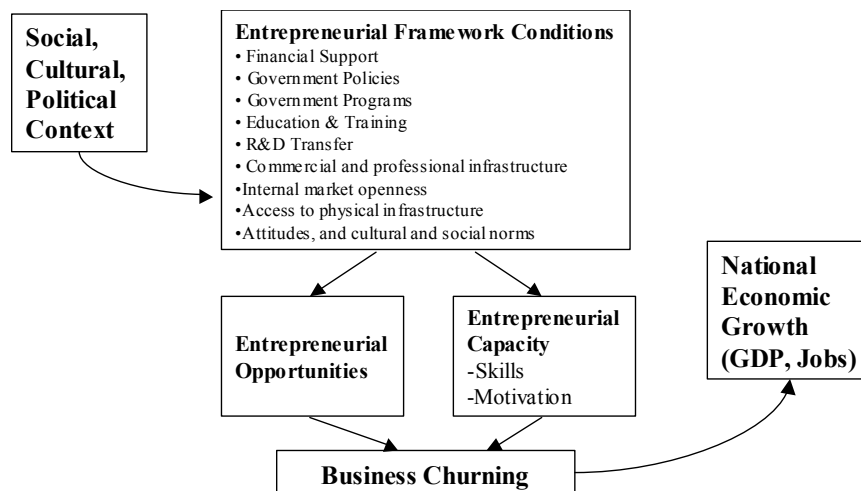 Social,
Cultural,
Political
Context
Entrepreneurial Framework Conditions
• Financial Support
• Government Policies
• Government Programs
• Education & Training
• R&D Transfer
• Commercial and professional infrastructure
•Internal market openness
•Access to physical infrastructure
•Attitudes, and cultural and social norms
Entrepreneurial
Opportunities
Entrepreneurial
Capacity
-Skills
-Motivation
National
Economic
Growth
(GDP, Jobs)
Business Churning